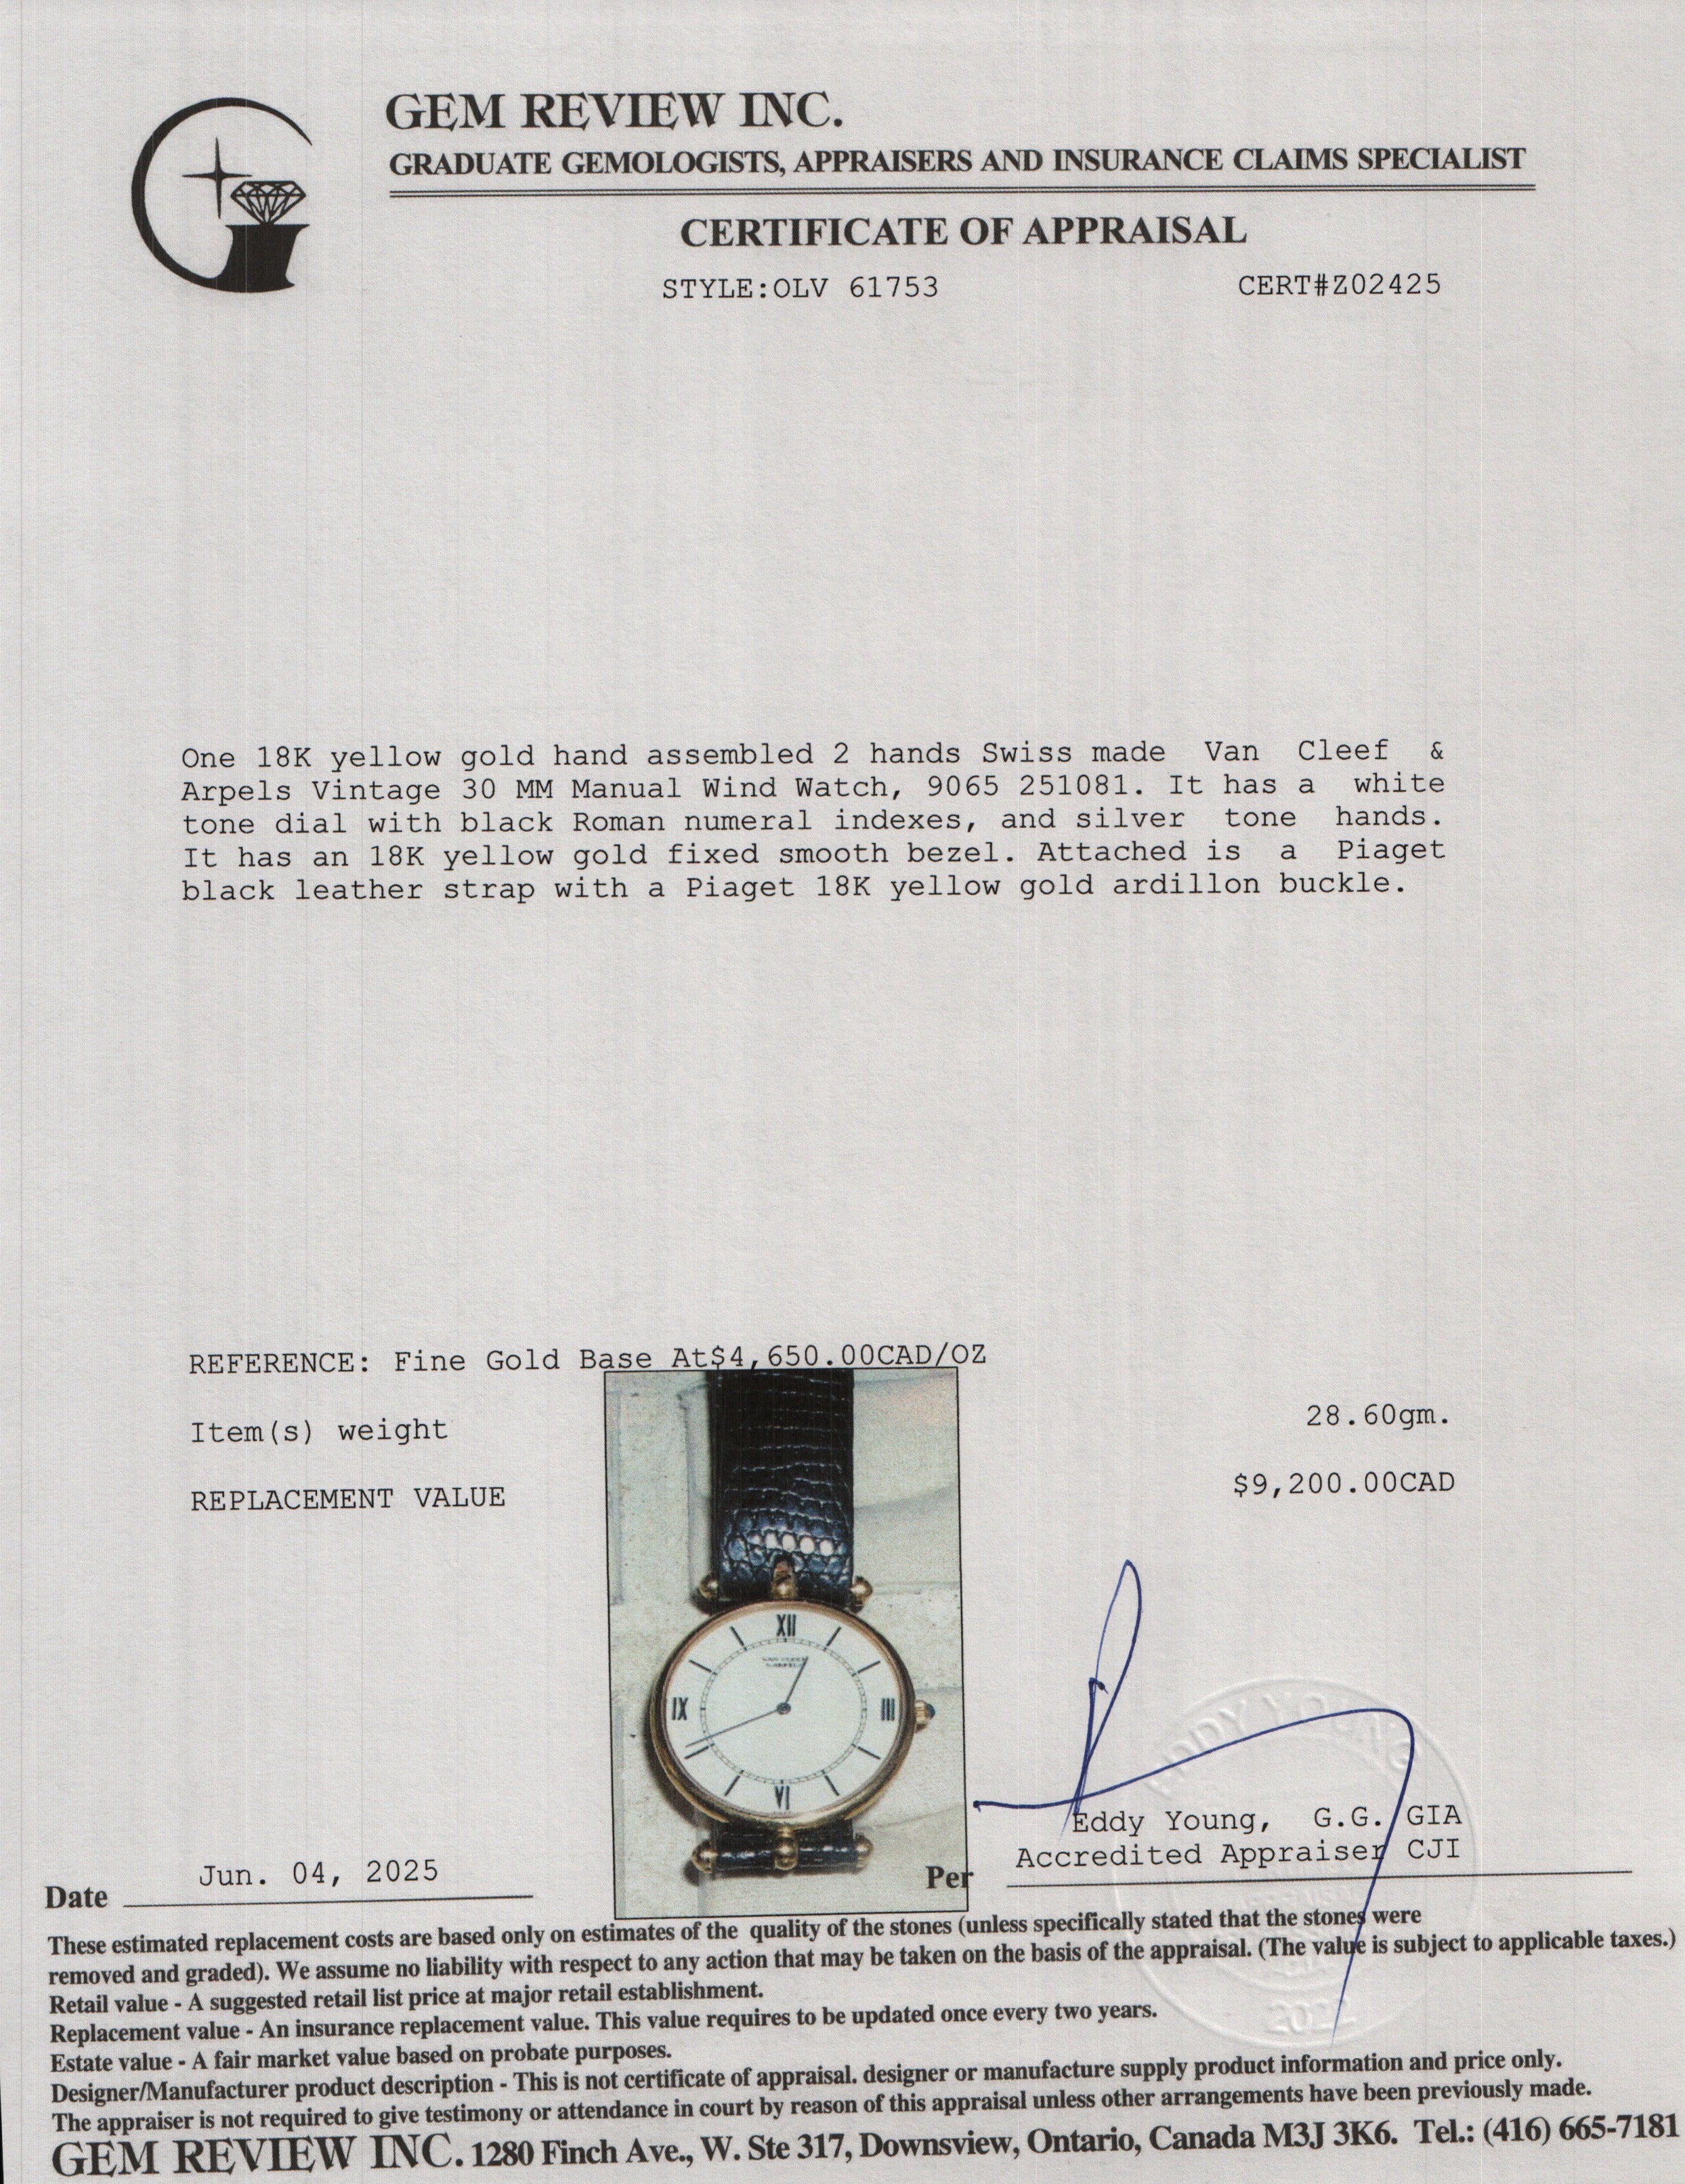 GEM REVIEW INC.
GRADUATE GEMOLOGISTS, APPRAISERS AND INSURANCE CLAIMS SPECIALIST
CERTIFICATE OF APPRAISAL
STYLE:OLV 61753 CERT#Z02425
One 18K yellow gold hand assembled 2 hands Swiss made Van Cleef &
Arpels Vintage 30 MM Manual Wind Watch, 9065 251081. It has a white
tone dial with black Roman numeral indexes, and silver tone hands.
It has an 18K yellow gold fixed smooth bezel. Attached is a Piaget
black leather strap with a Piaget 18K yellow gold ardillon buckle.
REFERENCE: Fine Gold Base At$4,650.00CAD/OZ
Item(s) weight 28.60gm.
REPLACEMENT VALUE $9,200.00CAD
XII
III
IX
VI
EDDY YOUNG
Eddy Young, G.G. GIA
Accredited Appraiser CJI
Per
Date Jun. 04, 2025
These estimated replacement costs are based only on estimates of the quality of the stones (unless specifically stated that the stones were
removed and graded). We assume no liability with respect to any action that may be taken on the basis of the appraisal. (The value is subject to applicable taxes.)
Retail value - A suggested retail list price at major retail establishment.
Replacement value - An insurance replacement value. This value requires to be updated once every two years.
Estate value - A fair market value based on probate purposes.
Designer/Manufacturer product description - This is not certificate of appraisal. designer or manufacture supply product information and price only.
The appraiser is not required to give testimony or attendance in court by reason of this appraisal unless other arrangements have been previously made.
GEM REVIEW INC. 1280 Finch Ave., W. Ste 317, Downsview, Ontario, Canada M3J 3K6. Tel.: (416) 665-7181